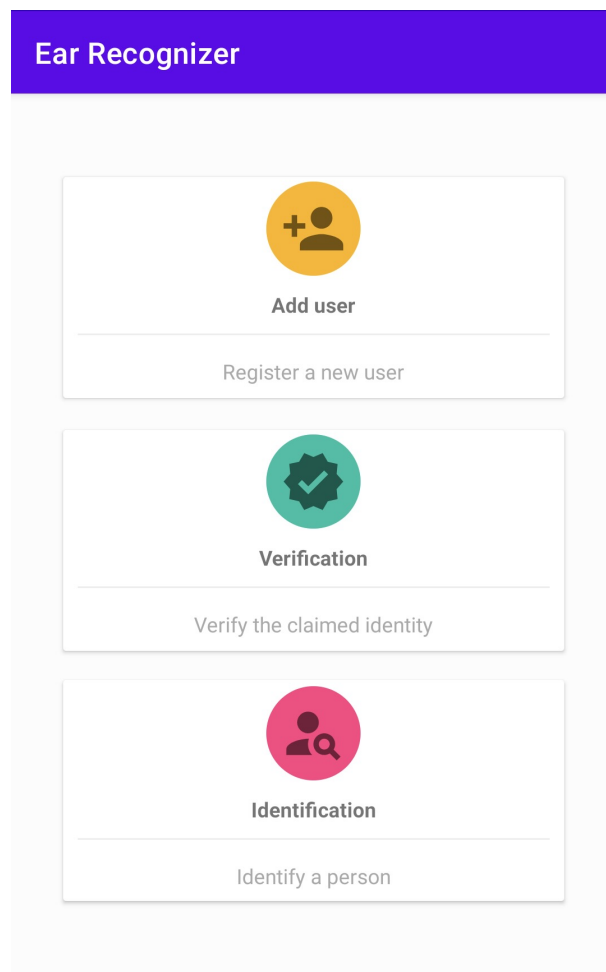 Ear Recognizer
Add user
Register a new user
Verification
Verify the claimed identity
Identification
Identify a person